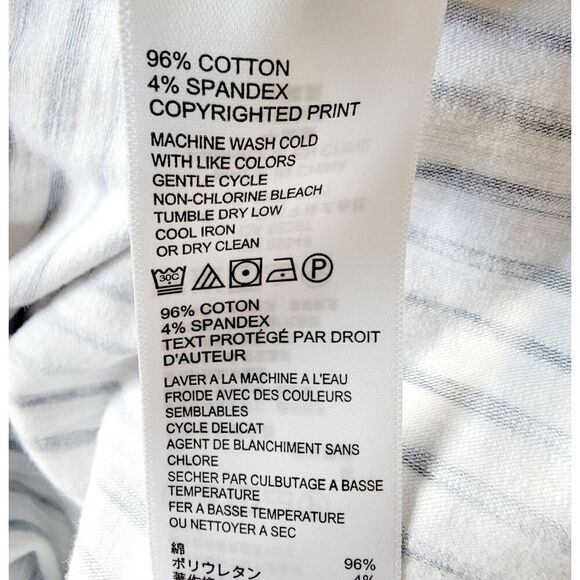 96% COTTON
4% SPANDEX
COPYRIGHTED PRINT
MACHINE WASH COLD
WITH LIKE COLORS
GENTLE CYCLE
NON-CHLORINE BLEACH
TUMBLE DRY LOW
COOL IRON
OR DRY CLEAN
30C P
96% COTON
4% SPANDEX
TEXT PROTÉGÉ PAR DROIT
D'AUTEUR
LAVER A LA MACHINE A L'EAU
FROIDE AVEC DES COULEURS
SEMBLABLES
CYCLE DELICAT
AGENT DE BLANCHIMENT SANS
CHLORE
SECHER PAR CULBUTAGE A BASSE
TEMPERATURE
FER A BASSE TEMPERATURE
OU NETTOYER A SEC
綿 96%
ポリウレタン 4%